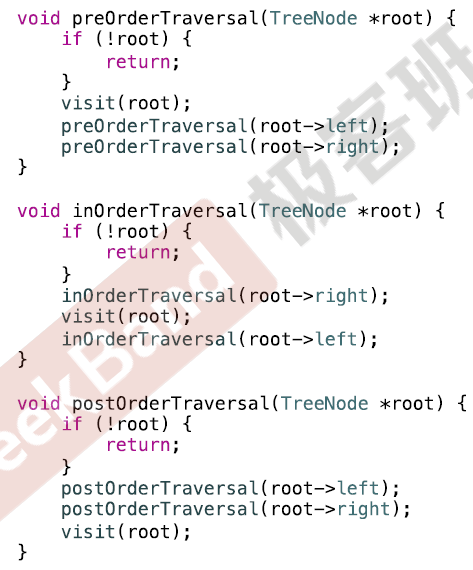 void preOrderTraversal(TreeNode *root) {
    if (!root) {
        return;
    }
    visit(root);
    preOrderTraversal(root->left);
    preOrderTraversal(root->right);
}

void inOrderTraversal(TreeNode *root) {
    if (!root) {
        return;
    }
    inOrderTraversal(root->right);
    visit(root);
    inOrderTraversal(root->left);
}

void postOrderTraversal(TreeNode *root) {
    if (!root) {
        return;
    }
    postOrderTraversal(root->left);
    postOrderTraversal(root->right);
    visit(root);
}
eekBand 极客班